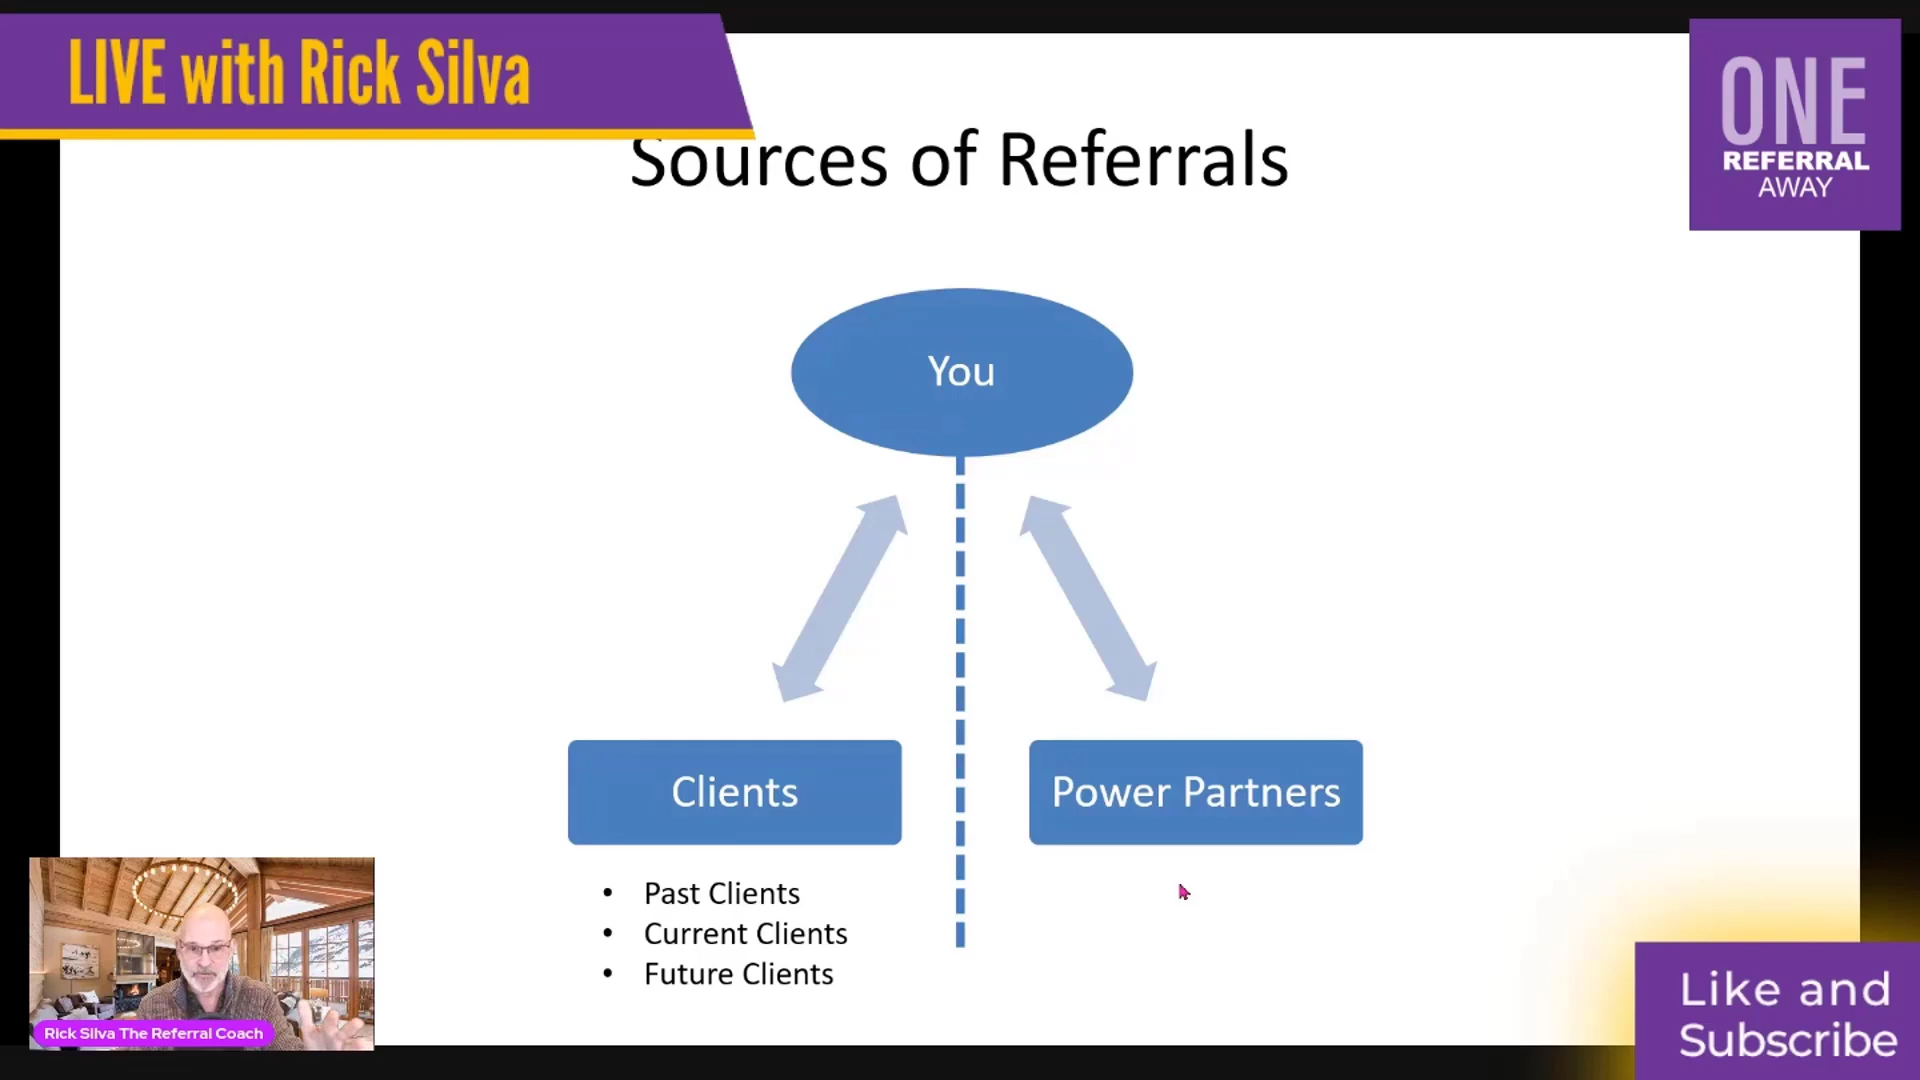 LIVE with Rick Silva
ONE
REFERRAL
AWAY
Sources of Referrals
You
Clients
Power Partners
• Past Clients
• Current Clients
• Future Clients
Rick Silva The Referral Coach
Like and
Subscribe